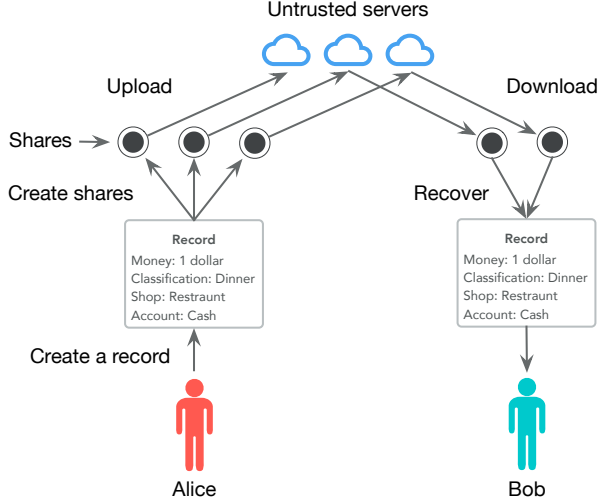 Untrusted servers
Upload
Download
Shares
Create shares
Recover
Record
Money: 1 dollar
Classification: Dinner
Shop: Restraunt
Account: Cash
Record
Money: 1 dollar
Classification: Dinner
Shop: Restraunt
Account: Cash
Create a record
Alice
Bob